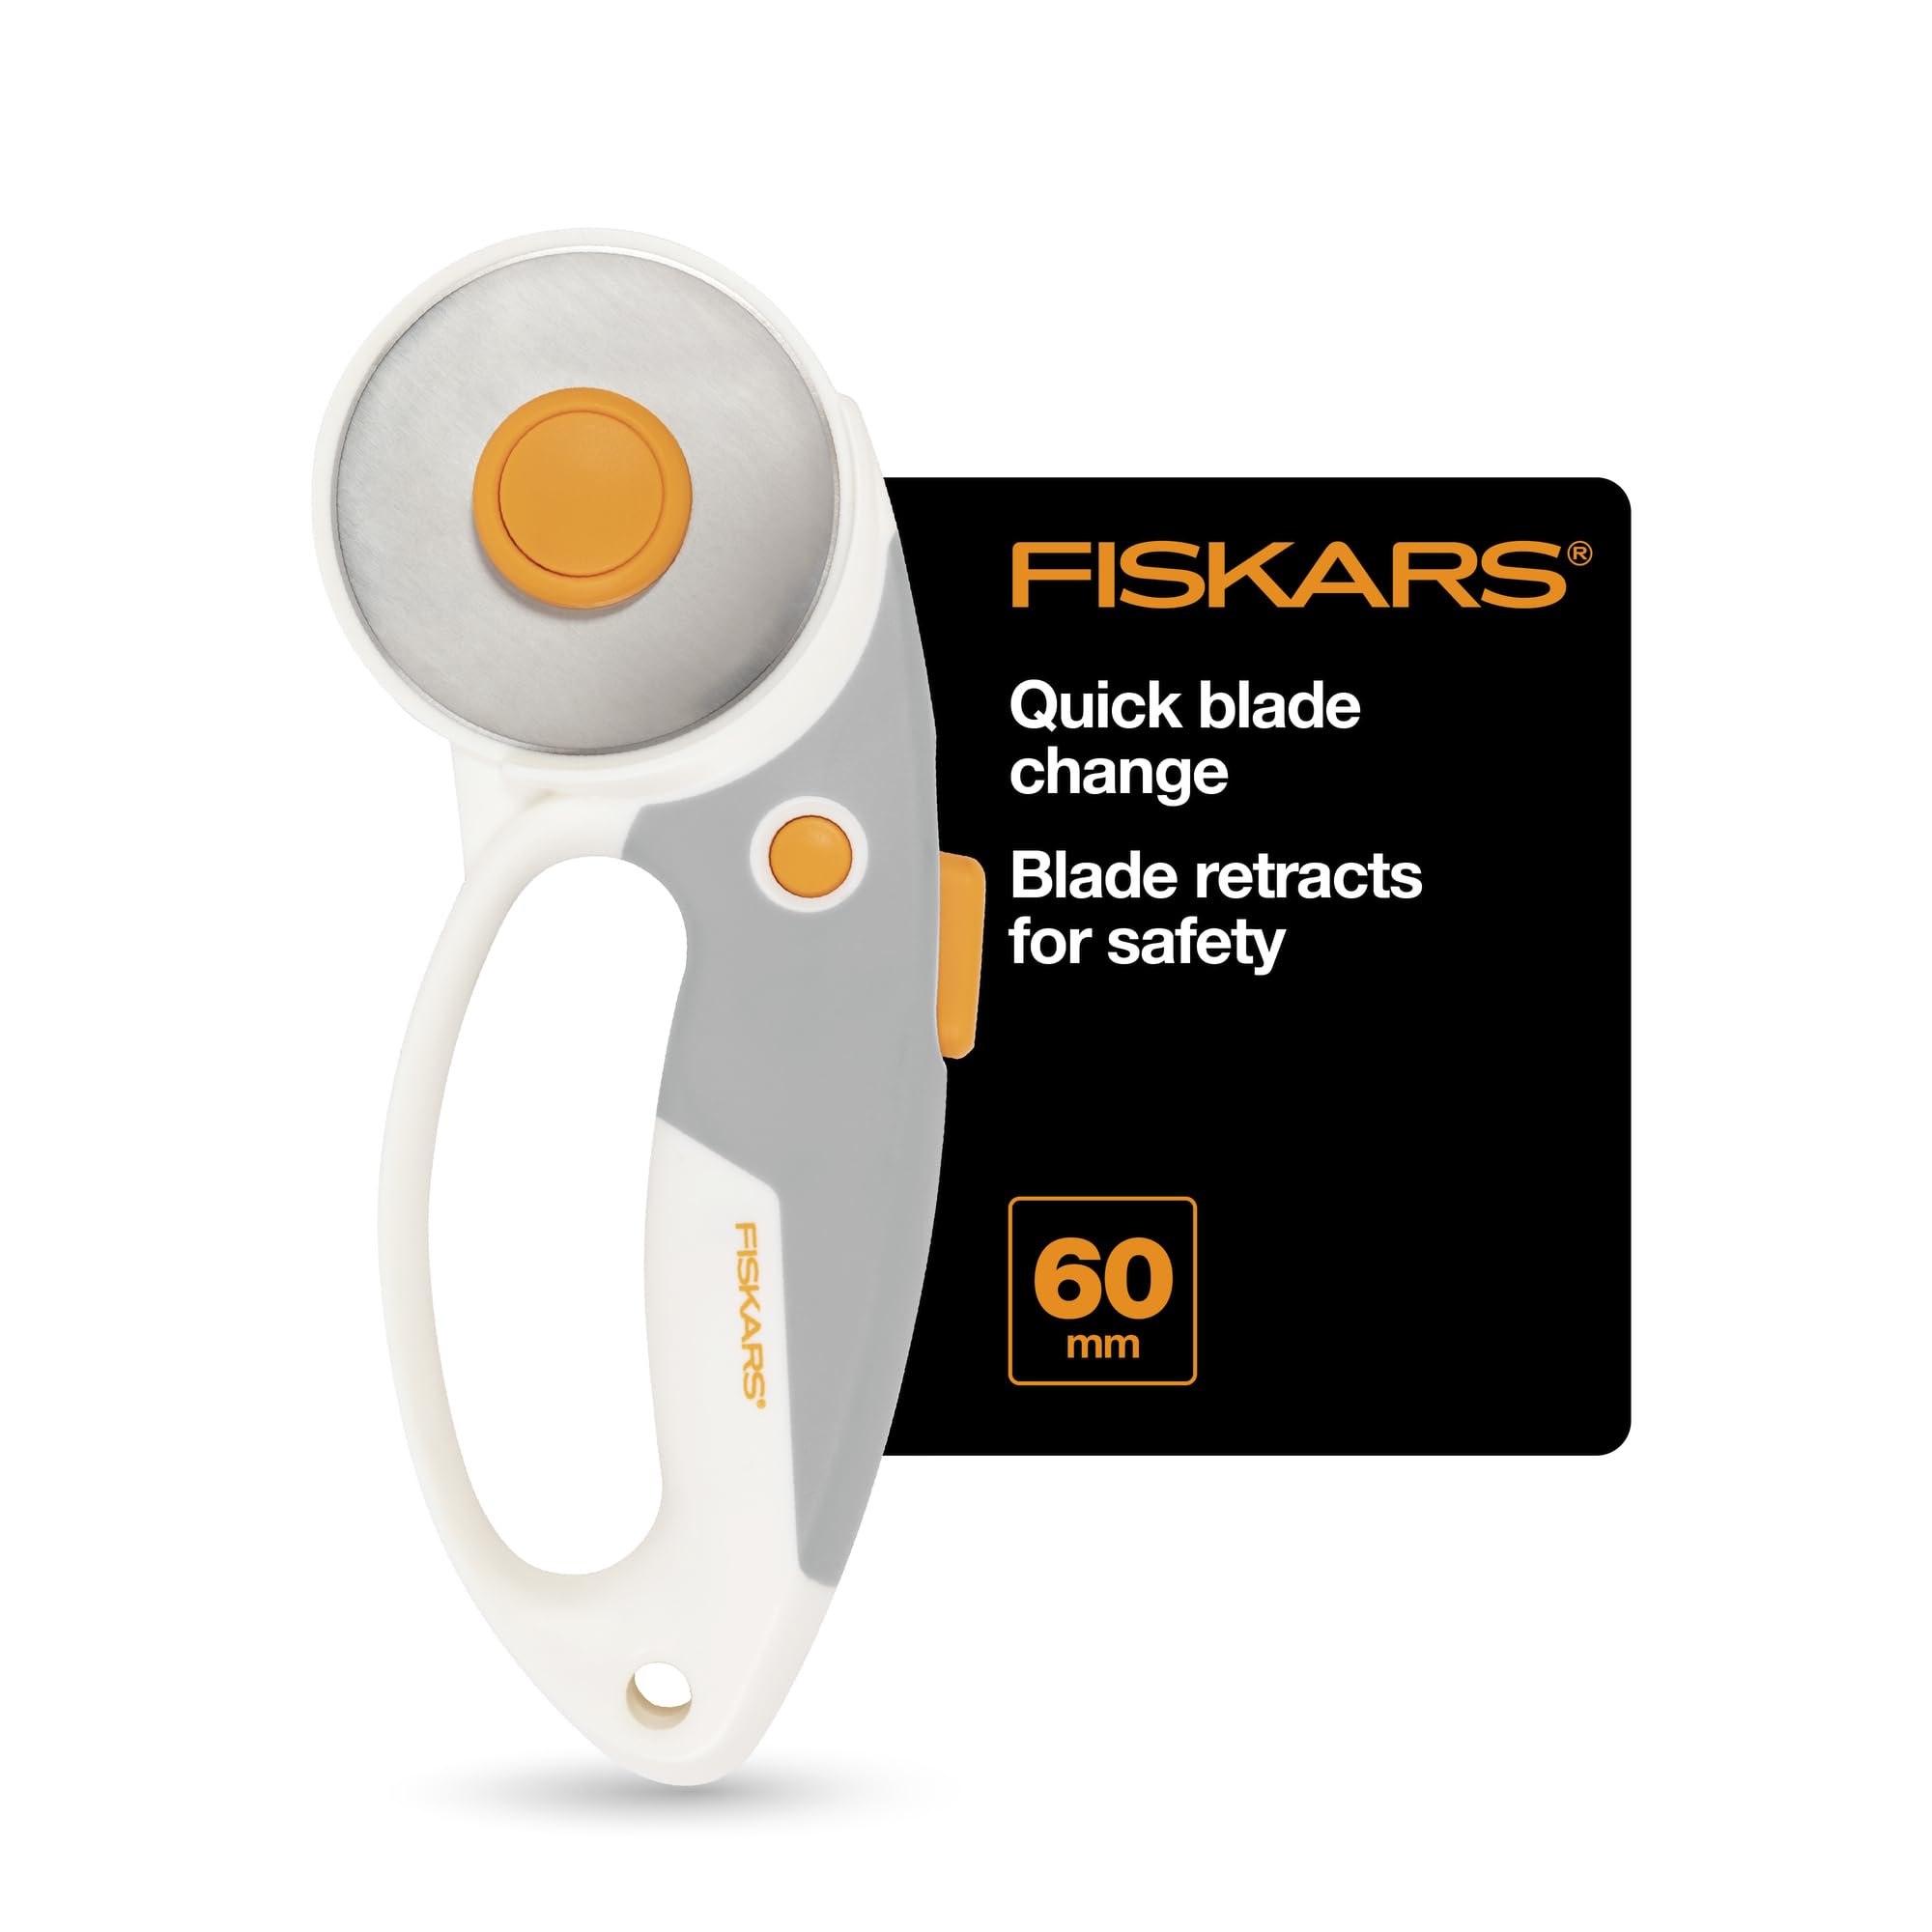 FISKARS®
Quick blade
change
Blade retracts
for safety
60
mm
FISKARS®